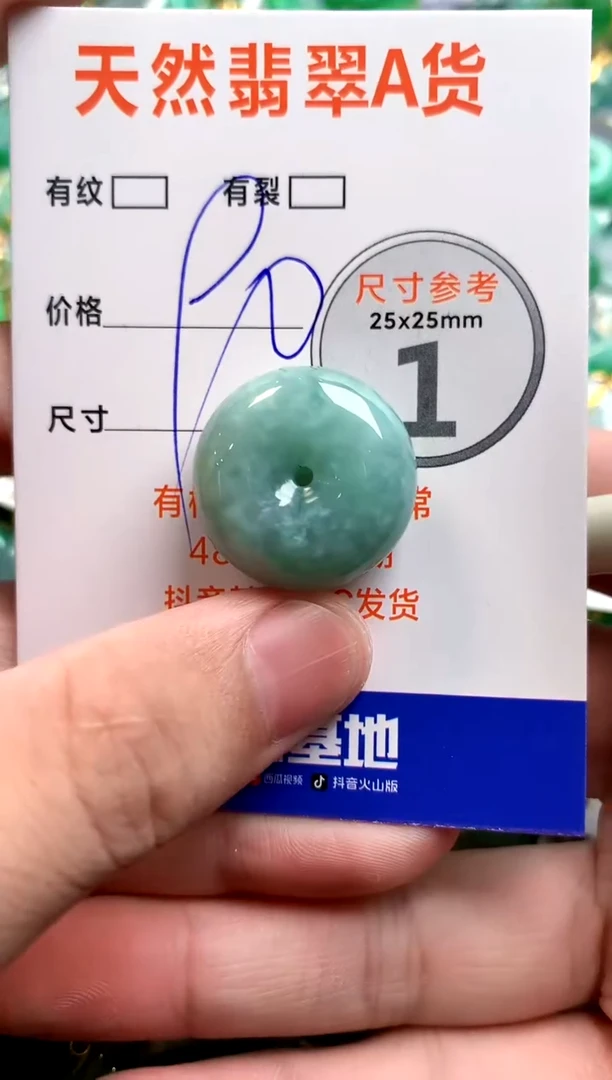 天然翡翠A货
有纹 有裂
价格
尺寸
尺寸参考
25x25mm
1
有 常
4
抖音 发货
基地
西瓜视频 抖音火山版